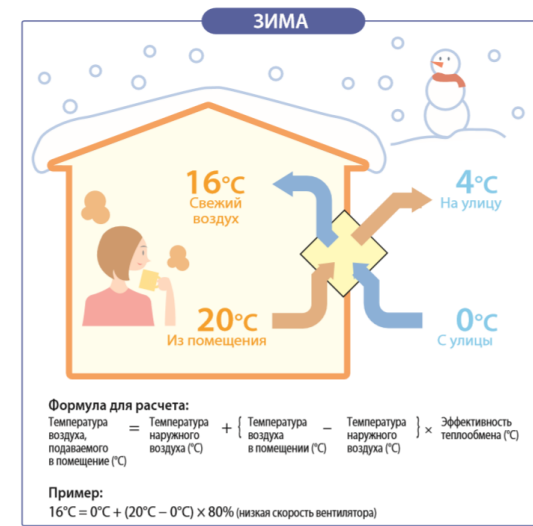 ЗИМА
16°C
Свежий
воздух
4°C
На улицу
20°C
Из помещения
0°C
С улицы
Формула для расчета:
Температура воздуха, подаваемого в помещение (°C) = Температура наружного воздуха (°C) + { Температура воздуха в помещении (°C) − Температура наружного воздуха (°C) } × Эффективность теплообмена (°C)
Пример:
16°C = 0°C + (20°C – 0°C) × 80% (низкая скорость вентилятора)